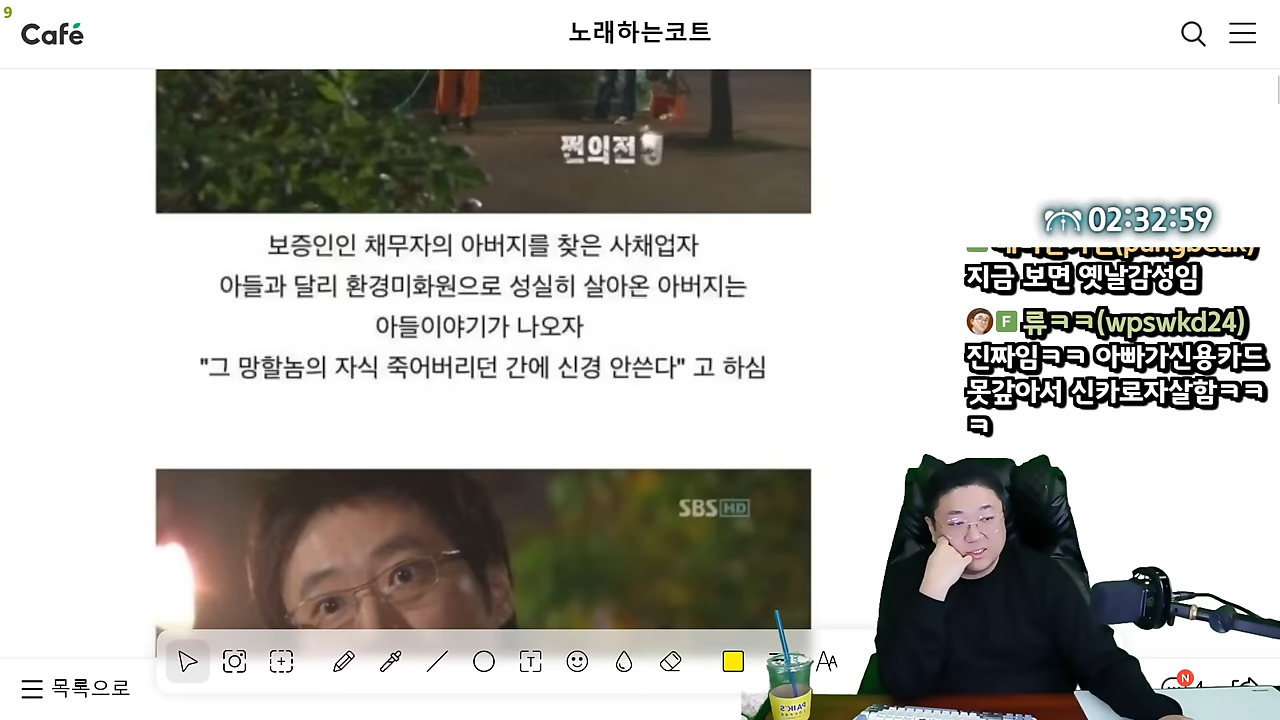 9
Café
노래하는코트
쩐의전
02:32:59
보증인인 채무자의 아버지를 찾은 사채업자
아들과 달리 환경미화원으로 성실히 살아온 아버지는
아들이야기가 나오자
"그 망할놈의 자식 죽어버리던 간에 신경 안쓴다" 고 하심
지금 보면 옛날감성임
F 류ㅋㅋ(wpswkd24)
진짜임ㅋㅋ 아빠가신용카드
못갚아서 신카로자살함ㅋㅋ
ㅋ
SBS HD
T
AA
목록으로
N
PAIK'S